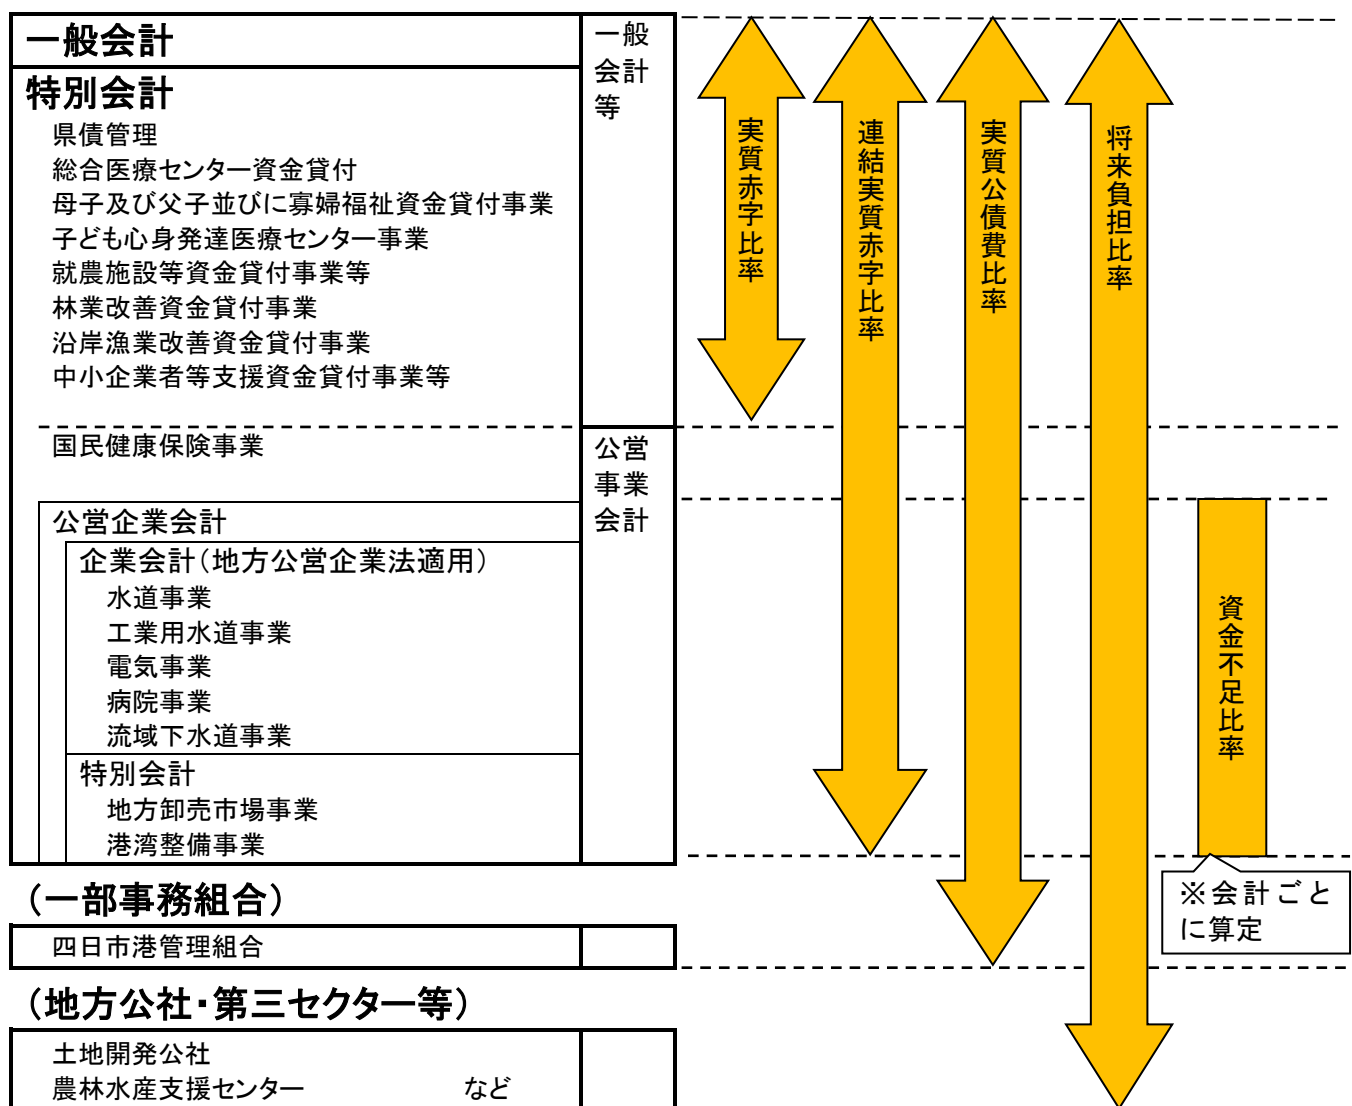 一般会計
特別会計
県債管理
総合医療センター資金貸付
母子及び父子並びに寡婦福祉資金貸付事業
子ども心身発達医療センター事業
就農施設等資金貸付事業等
林業改善資金貸付事業
沿岸漁業改善資金貸付事業
中小企業者等支援資金貸付事業等
国民健康保険事業
公営企業会計
企業会計（地方公営企業法適用）
水道事業
工業用水道事業
電気事業
病院事業
流域下水道事業
特別会計
地方卸売市場事業
港湾整備事業
一般
会計
等
公営
事業
会計
実質赤字比率
連結実質赤字比率
実質公債費比率
将来負担比率
資金不足比率
※会計ごと
に算定
（一部事務組合）
四日市港管理組合
（地方公社・第三セクター等）
土地開発公社
農林水産支援センター　など